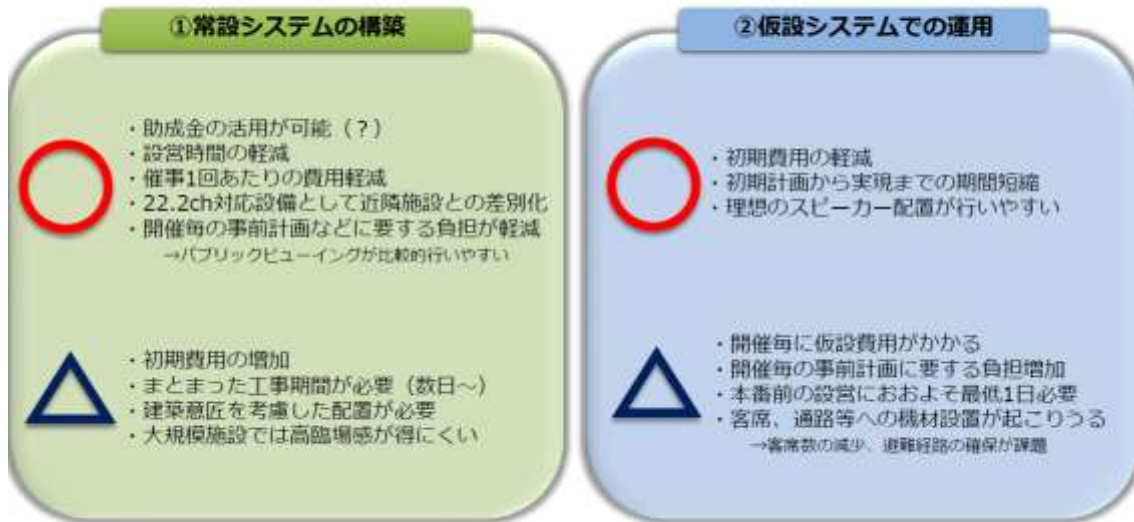 ①常設システムの構築
・助成金の活用が可能（？）
・設営時間の軽減
・催事1回あたりの費用軽減
・22.2ch対応設備として近隣施設との差別化
・開催毎の事前計画などに要する負担が軽減
→パブリックビューイングが比較的行いやすい
・初期費用の増加
・まとまった工事期間が必要（数日～）
・建築意匠を考慮した配置が必要
・大規模施設では高臨場感が得にくい
②仮設システムでの運用
・初期費用の軽減
・初期計画から実現までの期間短縮
・理想のスピーカー配置が行いやすい
・開催毎に仮設費用がかかる
・開催毎の事前計画に要する負担増加
・本番前の設営におおよそ最低1日必要
・客席、通路等への機材設置が起こりうる
→客席数の減少、避難経路の確保が課題